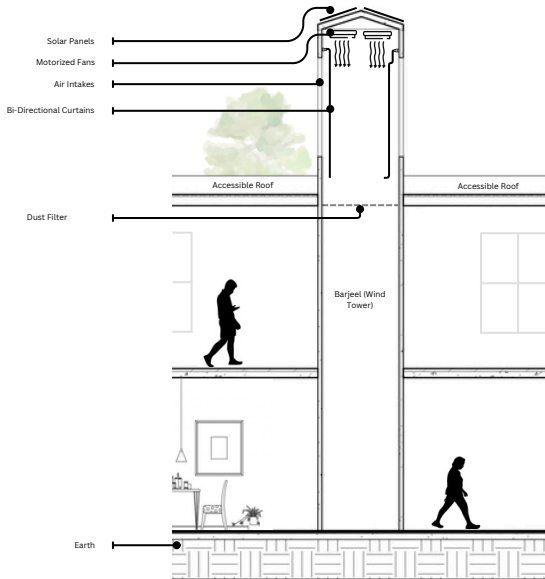 Solar Panels
Motorized Fans
Air Intakes
Bi-Directional Curtains
Accessible Roof
Accessible Roof
Dust Filter
Barjeel (Wind
Tower)
Earth